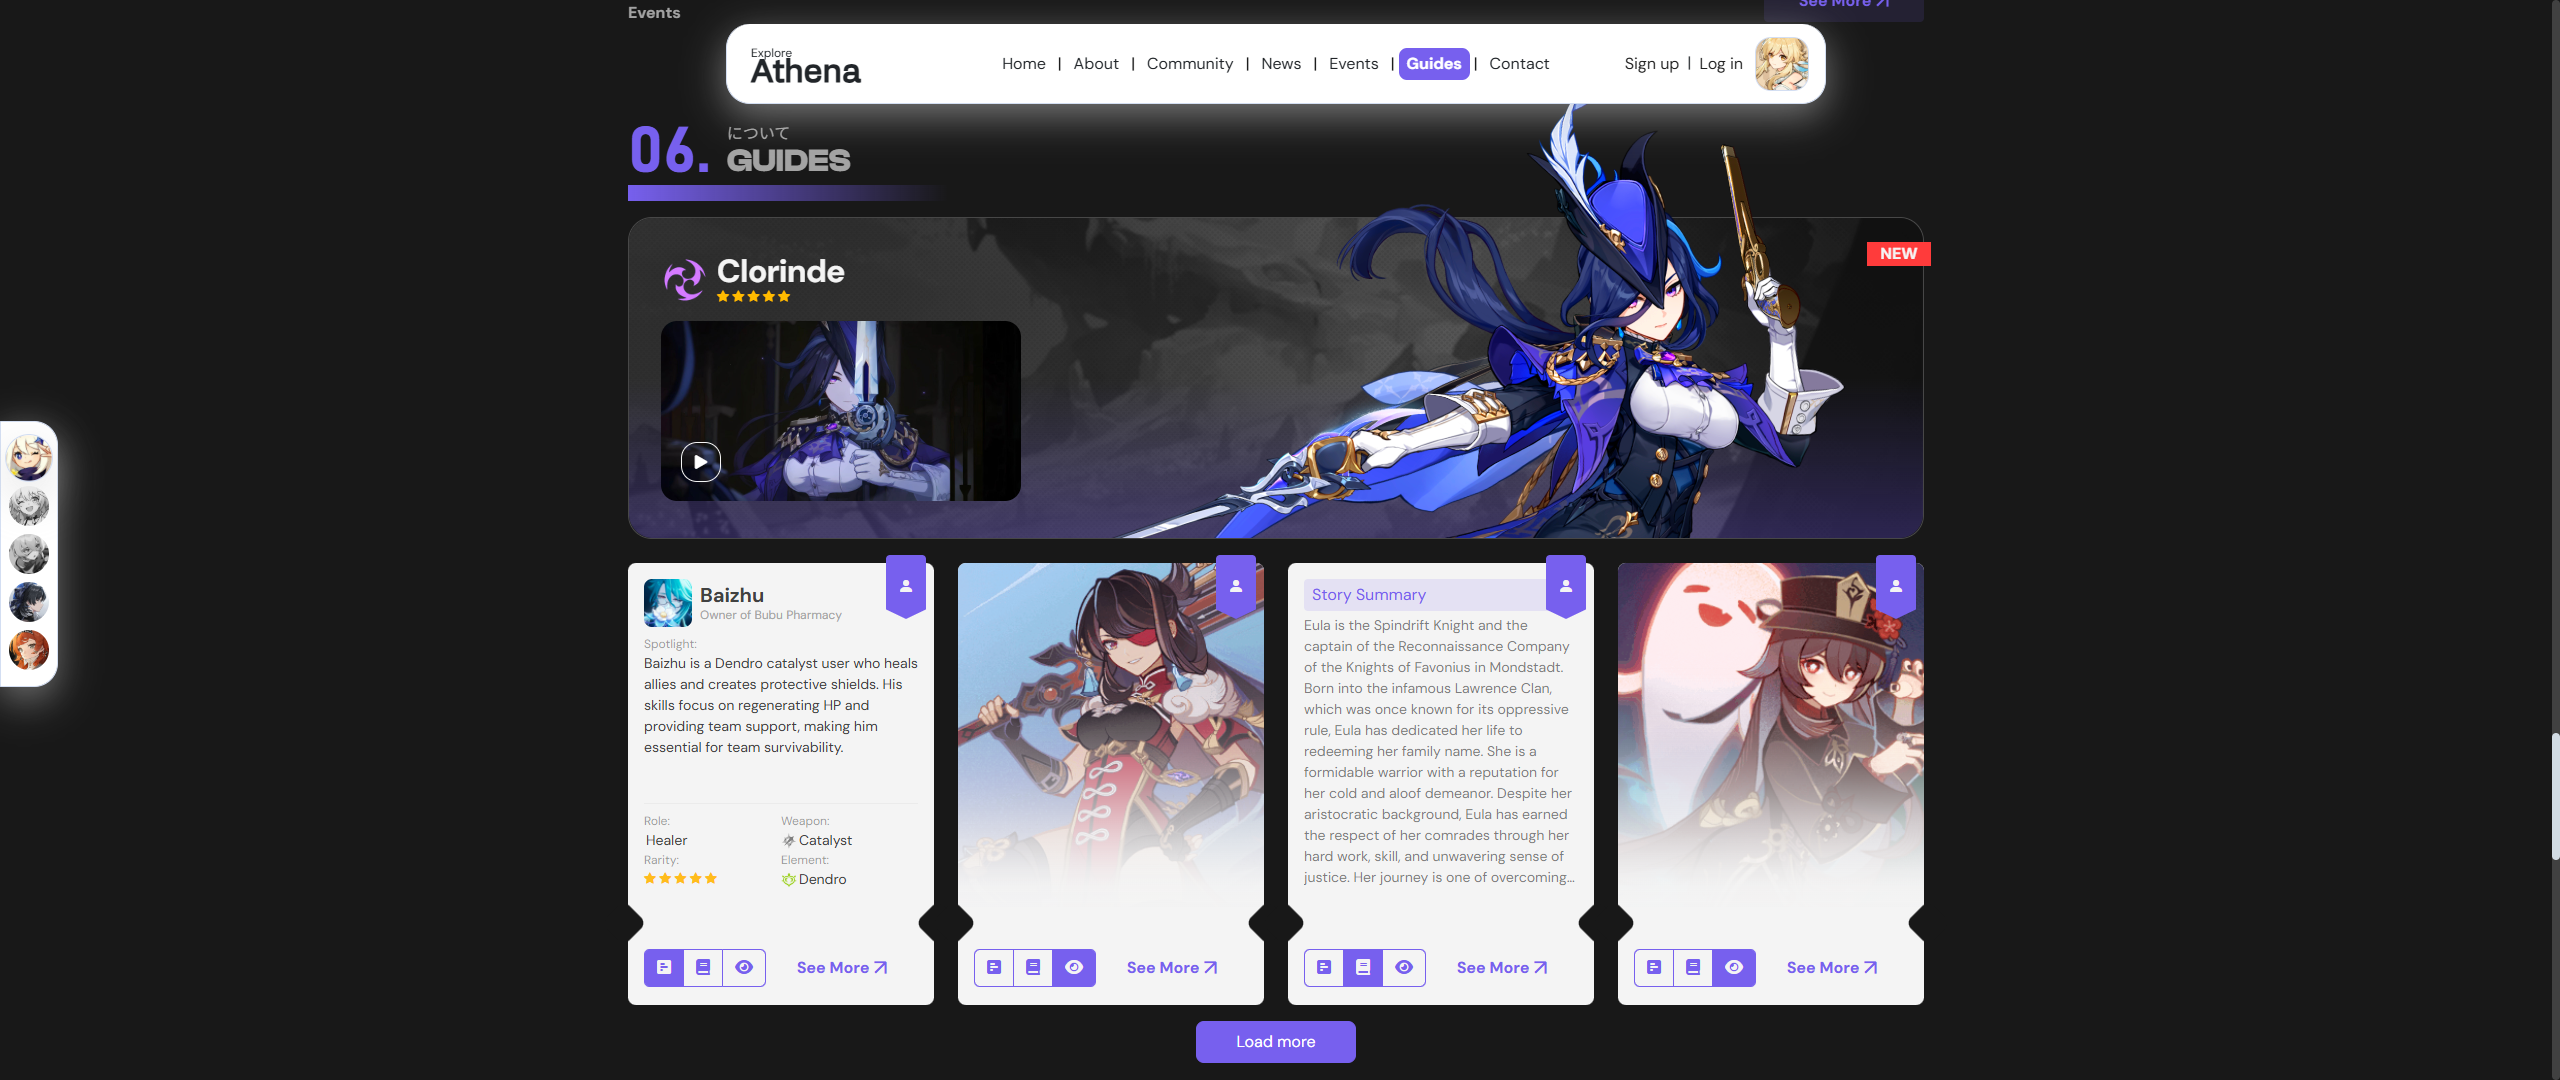 Events
See More
Explore
Athena
Home | About | Community | News | Events | Guides | Contact
Sign up | Log in
06.
について
GUIDES
Clorinde
NEW
Baizhu
Owner of Bubu Pharmacy
Spotlight:
Baizhu is a Dendro catalyst user who heals
allies and creates protective shields. His
skills focus on regenerating HP and
providing team support, making him
essential for team survivability.
Role:
Healer
Weapon:
Catalyst
Rarity:
Element:
Dendro
See More
See More
Story Summary
Eula is the Spindrift Knight and the
captain of the Reconnaissance Company
of the Knights of Favonius in Mondstadt.
Born into the infamous Lawrence Clan,
which was once known for its oppressive
rule, Eula has dedicated her life to
redeeming her family name. She is a
formidable warrior with a reputation for
her cold and aloof demeanor. Despite her
aristocratic background, Eula has earned
the respect of her comrades through her
hard work, skill, and unwavering sense of
justice. Her journey is one of overcoming...
See More
See More
Load more